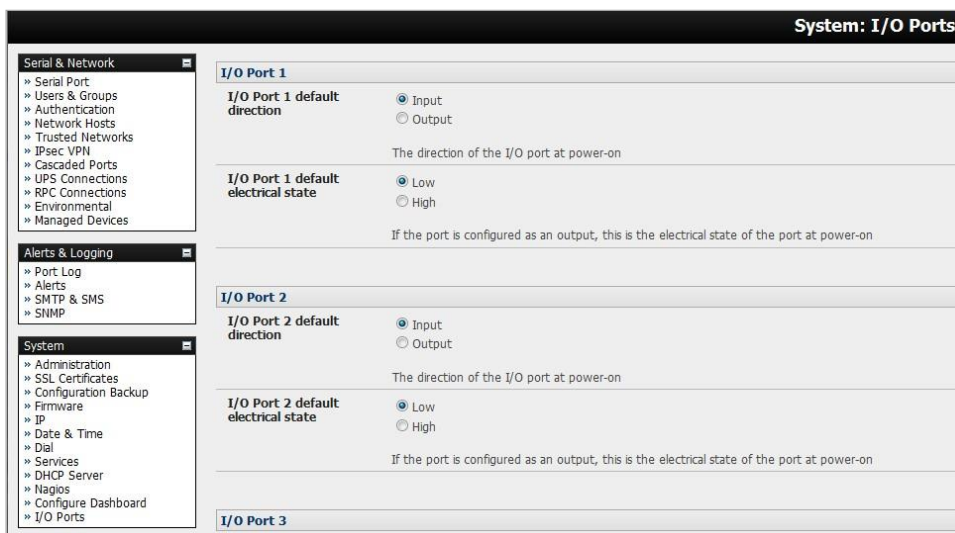 System: I/O Ports
Serial & Network
» Serial Port
» Users & Groups
» Authentication
» Network Hosts
» Trusted Networks
» IPsec VPN
» Cascaded Ports
» UPS Connections
» RPC Connections
» Environmental
» Managed Devices
Alerts & Logging
» Port Log
» Alerts
» SMTP & SMS
» SNMP
System
» Administration
» SSL Certificates
» Configuration Backup
» Firmware
» IP
» Date & Time
» Dial
» Services
» DHCP Server
» Nagios
» Configure Dashboard
» I/O Ports
I/O Port 1
I/O Port 1 default
direction
Input
Output
The direction of the I/O port at power-on
I/O Port 1 default
electrical state
Low
High
If the port is configured as an output, this is the electrical state of the port at power-on
I/O Port 2
I/O Port 2 default
direction
Input
Output
The direction of the I/O port at power-on
I/O Port 2 default
electrical state
Low
High
If the port is configured as an output, this is the electrical state of the port at power-on
I/O Port 3